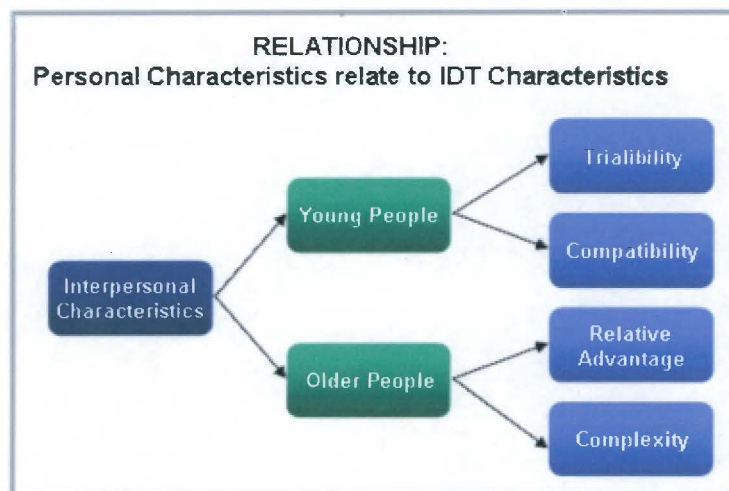 RELATIONSHIP:
Personal Characteristics relate to IDT Characteristics
Trialibility
Young People
Compatibility
Interpersonal
Characteristics
Relative
Advantage
Older People
Complexity